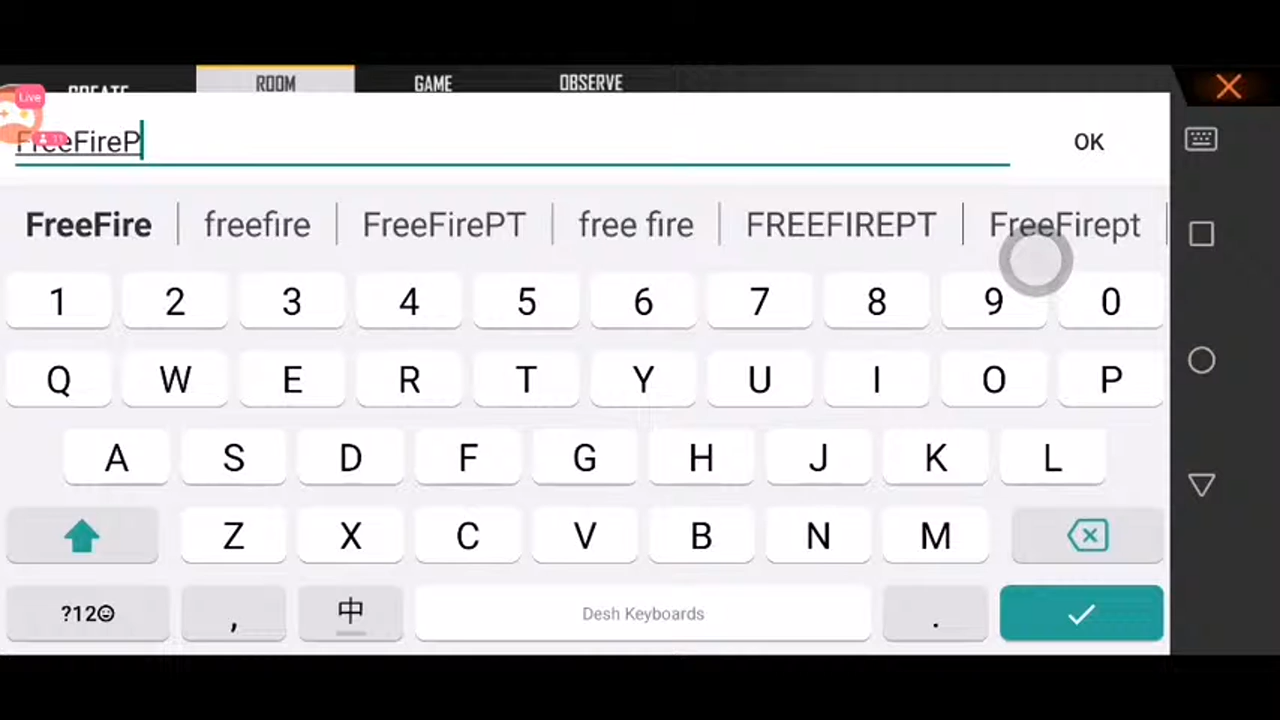 CREATE ROOM GAME OBSERVE
Live
FreeFireP
OK
FreeFire freefire FreeFirePT free fire FREEFIREPT FreeFirept
1 2 3 4 5 6 7 8 9 0
Q W E R T Y U I O P
A S D F G H J K L
Z X C V B N M
?12☺ , 中 Desh Keyboards .